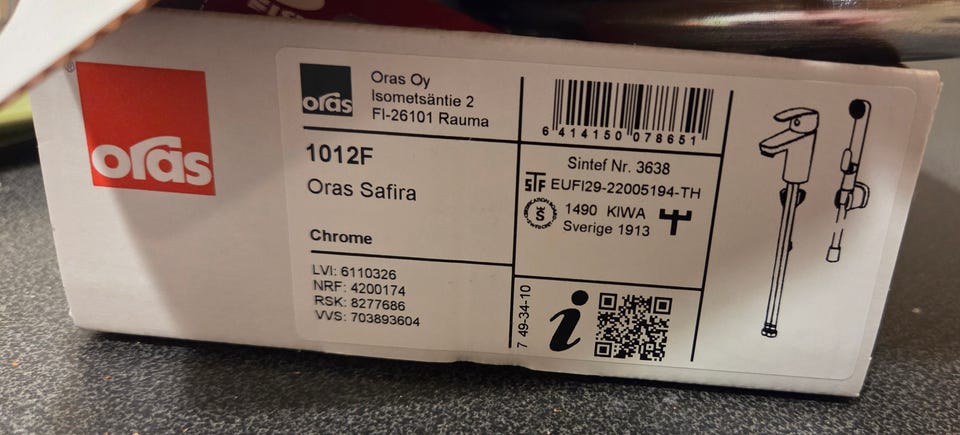 oras
oras
Oras Oy
Isometsäntie 2
FI-26101 Rauma
1012F
Oras Safira
Chrome
LVI: 6110326
NRF: 4200174
RSK: 8277686
VVS: 703893604
6 414150 078651
Sintef Nr. 3638
STF EUFI29-22005194-TH
1490 KIWA
Sverige 1913
7 49-34-10
i